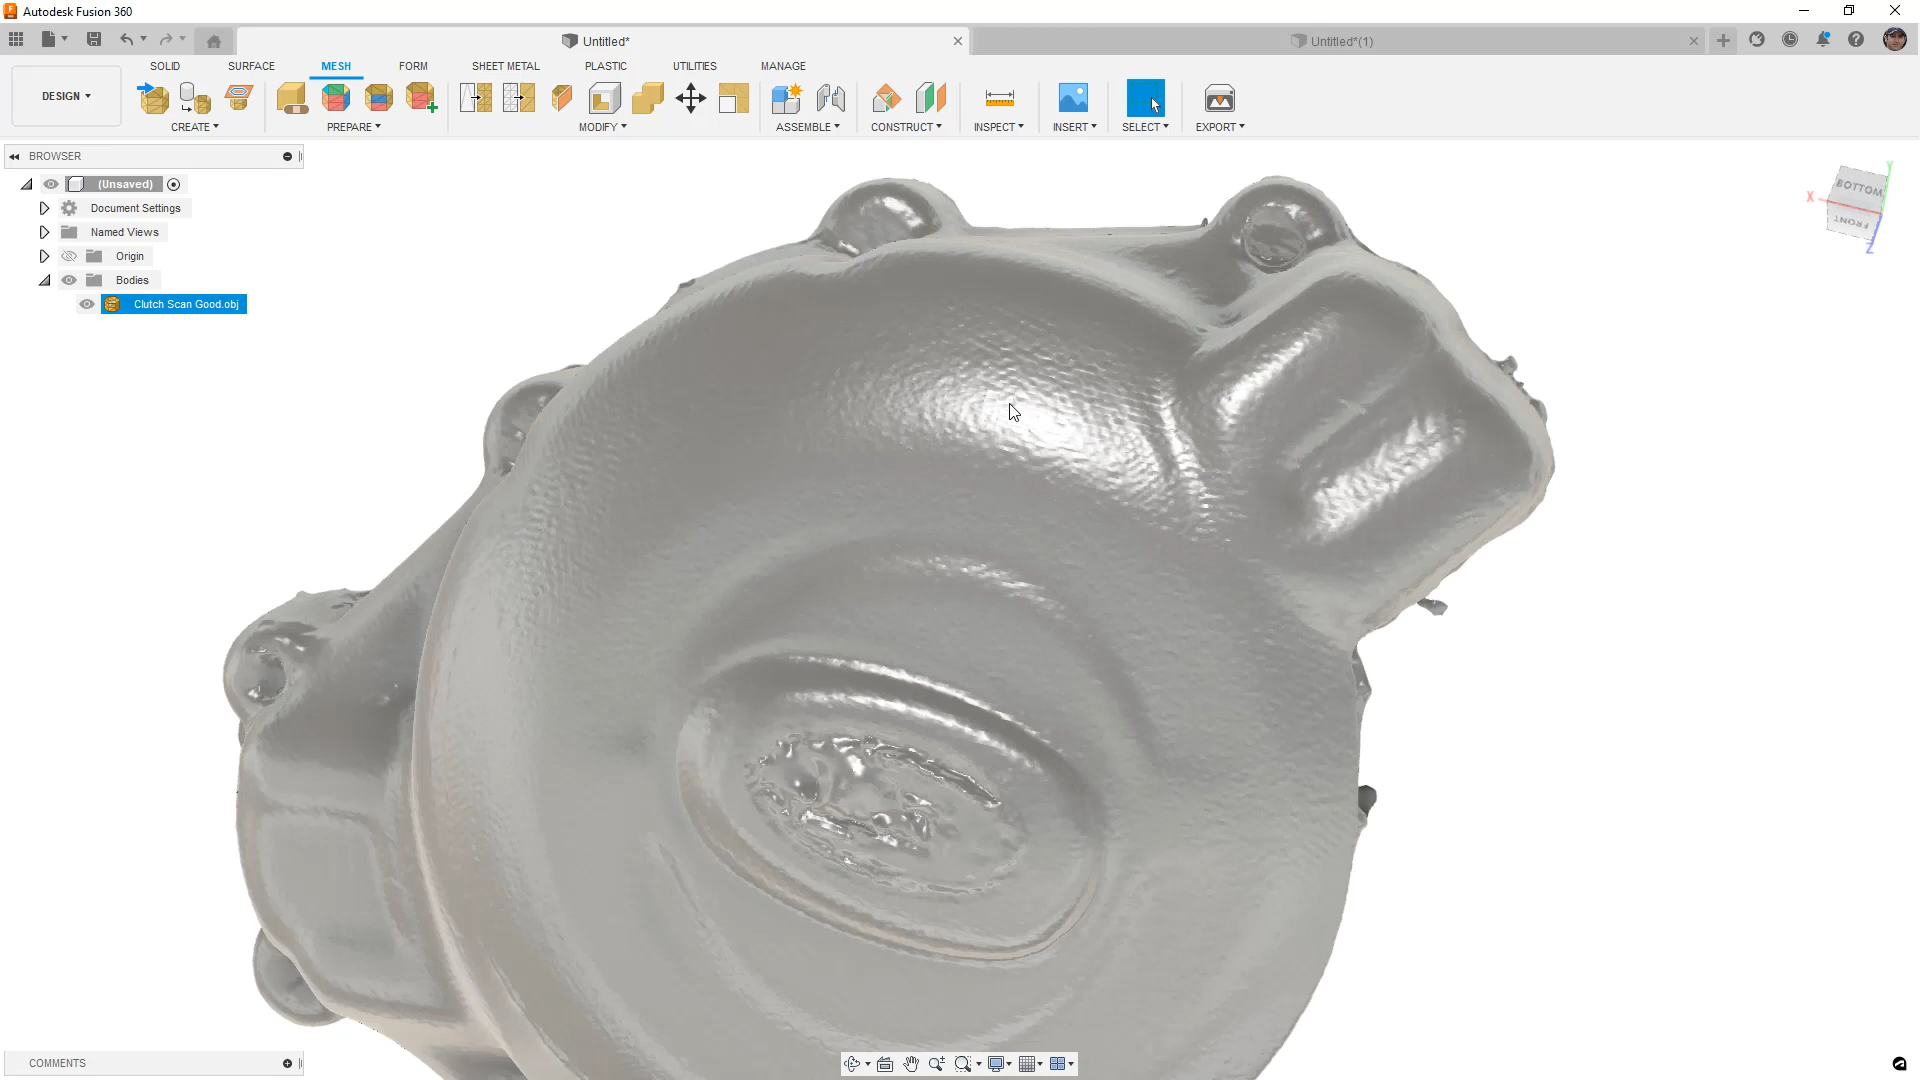 Autodesk Fusion 360
Untitled*
Untitled*(1)
SOLID
SURFACE
MESH
FORM
SHEET METAL
PLASTIC
UTILITIES
MANAGE
DESIGN
CREATE
PREPARE
MODIFY
ASSEMBLE
CONSTRUCT
INSPECT
INSERT
SELECT
EXPORT
BROWSER
(Unsaved)
Document Settings
Named Views
Origin
Bodies
Clutch Scan Good.obj
Y
BOTTOM
X
FRONT
Z
COMMENTS